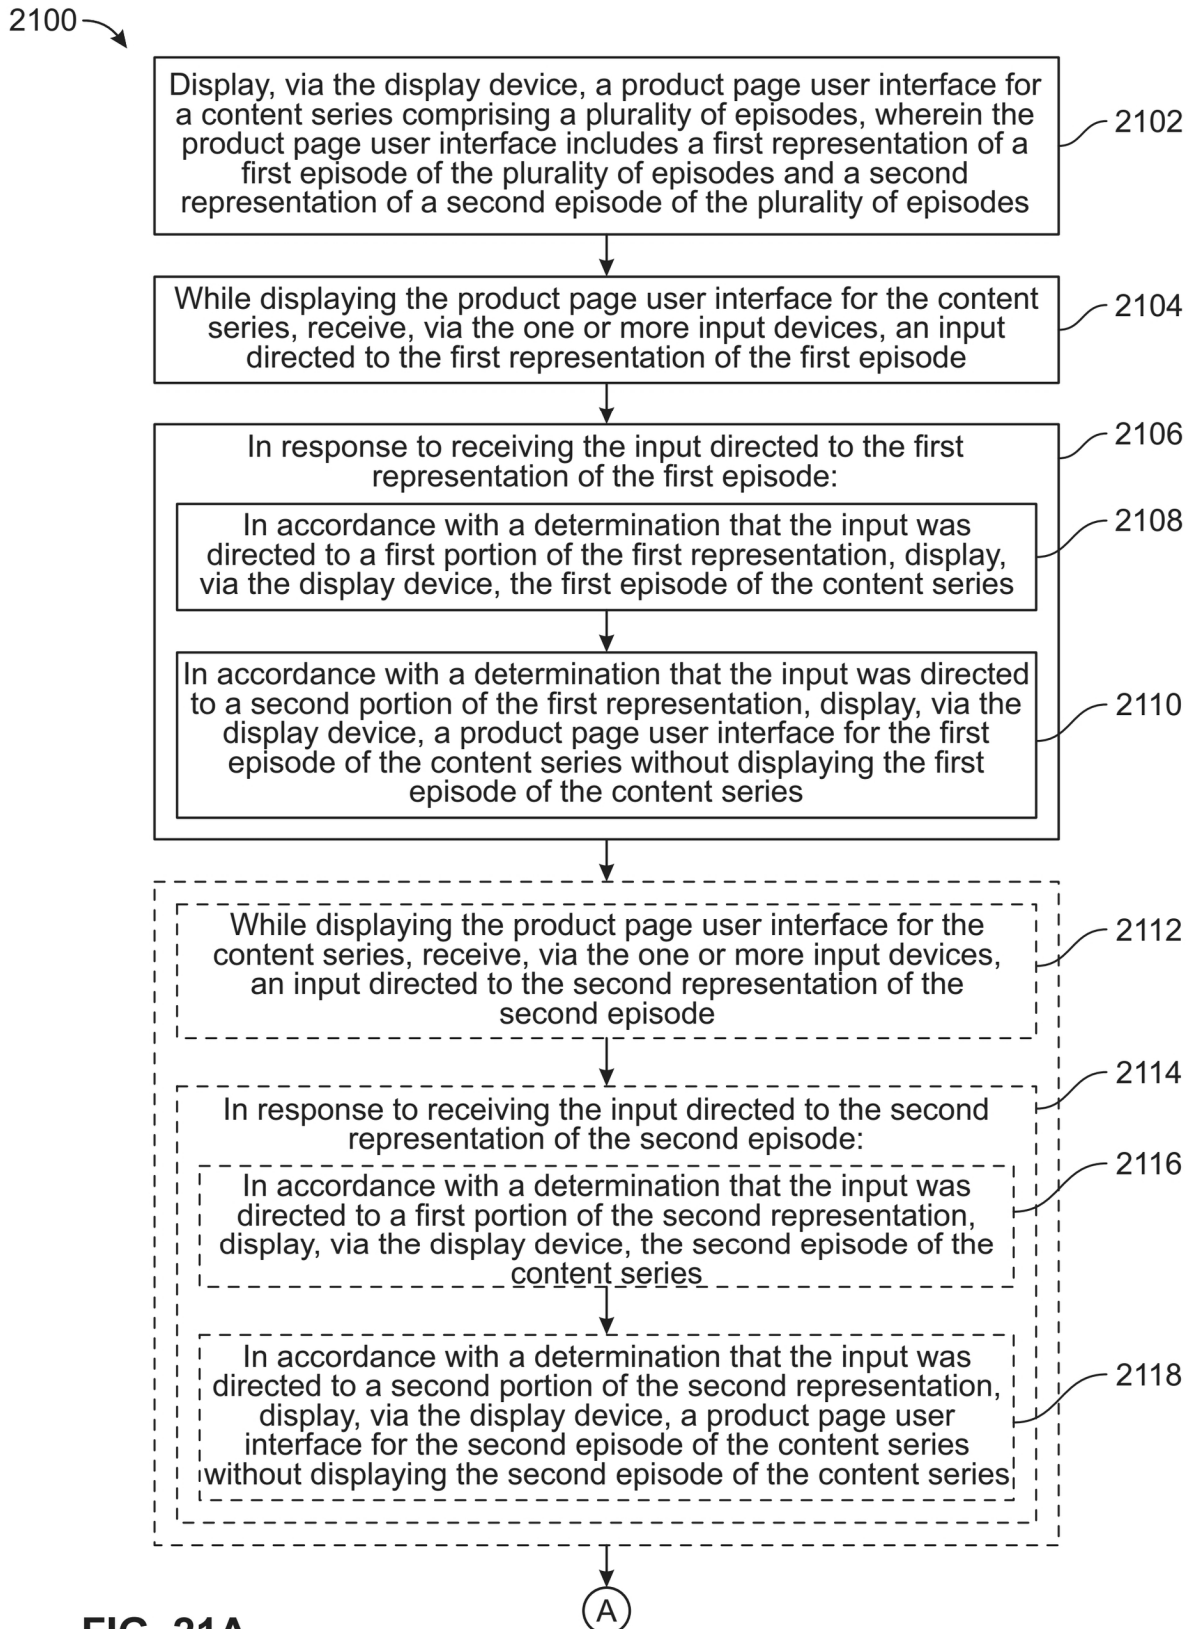 2100
Display, via the display device, a product page user interface for
a content series comprising a plurality of episodes, wherein the
product page user interface includes a first representation of a
first episode of the plurality of episodes and a second
representation of a second episode of the plurality of episodes
2102
While displaying the product page user interface for the content
series, receive, via the one or more input devices, an input
directed to the first representation of the first episode
2104
In response to receiving the input directed to the first
representation of the first episode:
2106
In accordance with a determination that the input was
directed to a first portion of the first representation, display,
via the display device, the first episode of the content series
2108
In accordance with a determination that the input was directed
to a second portion of the first representation, display, via the
display device, a product page user interface for the first
episode of the content series without displaying the first
episode of the content series
2110
While displaying the product page user interface for the
content series, receive, via the one or more input devices,
an input directed to the second representation of the
second episode
2112
In response to receiving the input directed to the second
representation of the second episode:
2114
In accordance with a determination that the input was
directed to a first portion of the second representation,
display, via the display device, the second episode of the
content series
2116
In accordance with a determination that the input was
directed to a second portion of the second representation,
display, via the display device, a product page user
interface for the second episode of the content series
without displaying the second episode of the content series
2118
A
FIG. 21A